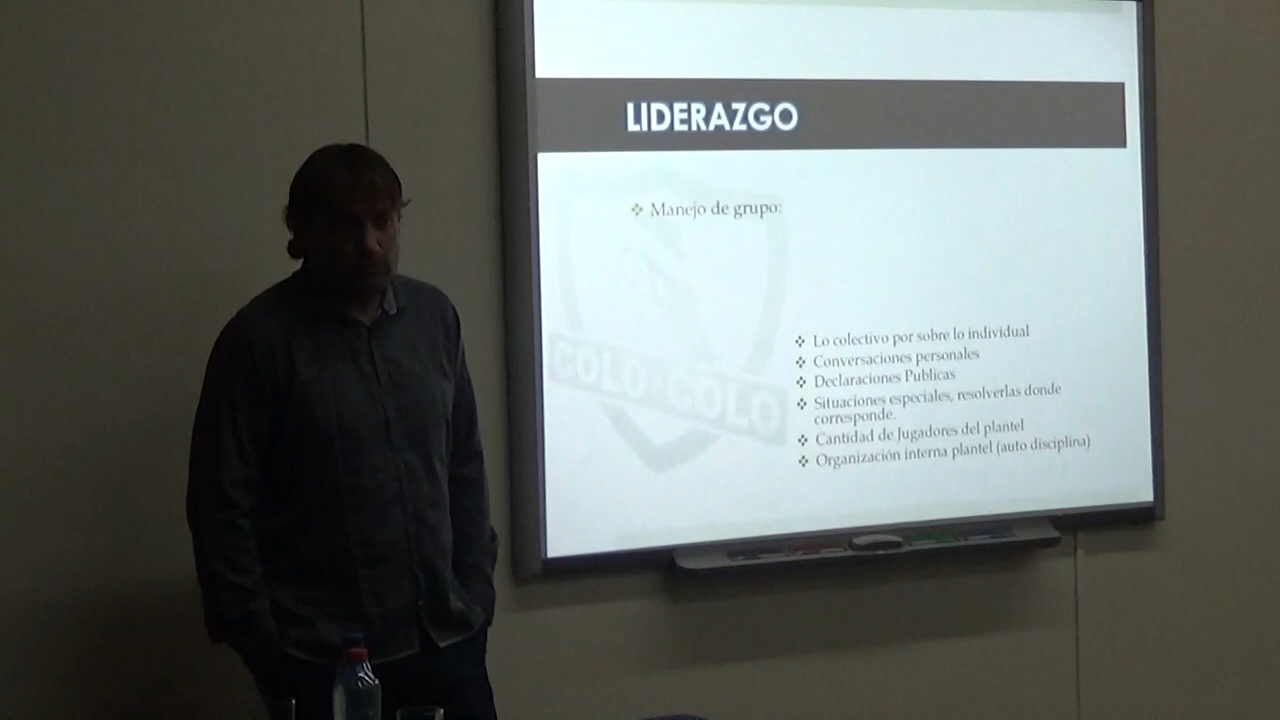 LIDERAZGO
Manejo de grupo:
COLO-COLO
Lo colectivo por sobre lo individual
Conversaciones personales
Declaraciones Publicas
Situaciones especiales, resolverlas donde
corresponde.
Cantidad de Jugadores del plantel
Organización interna plantel (auto disciplina)